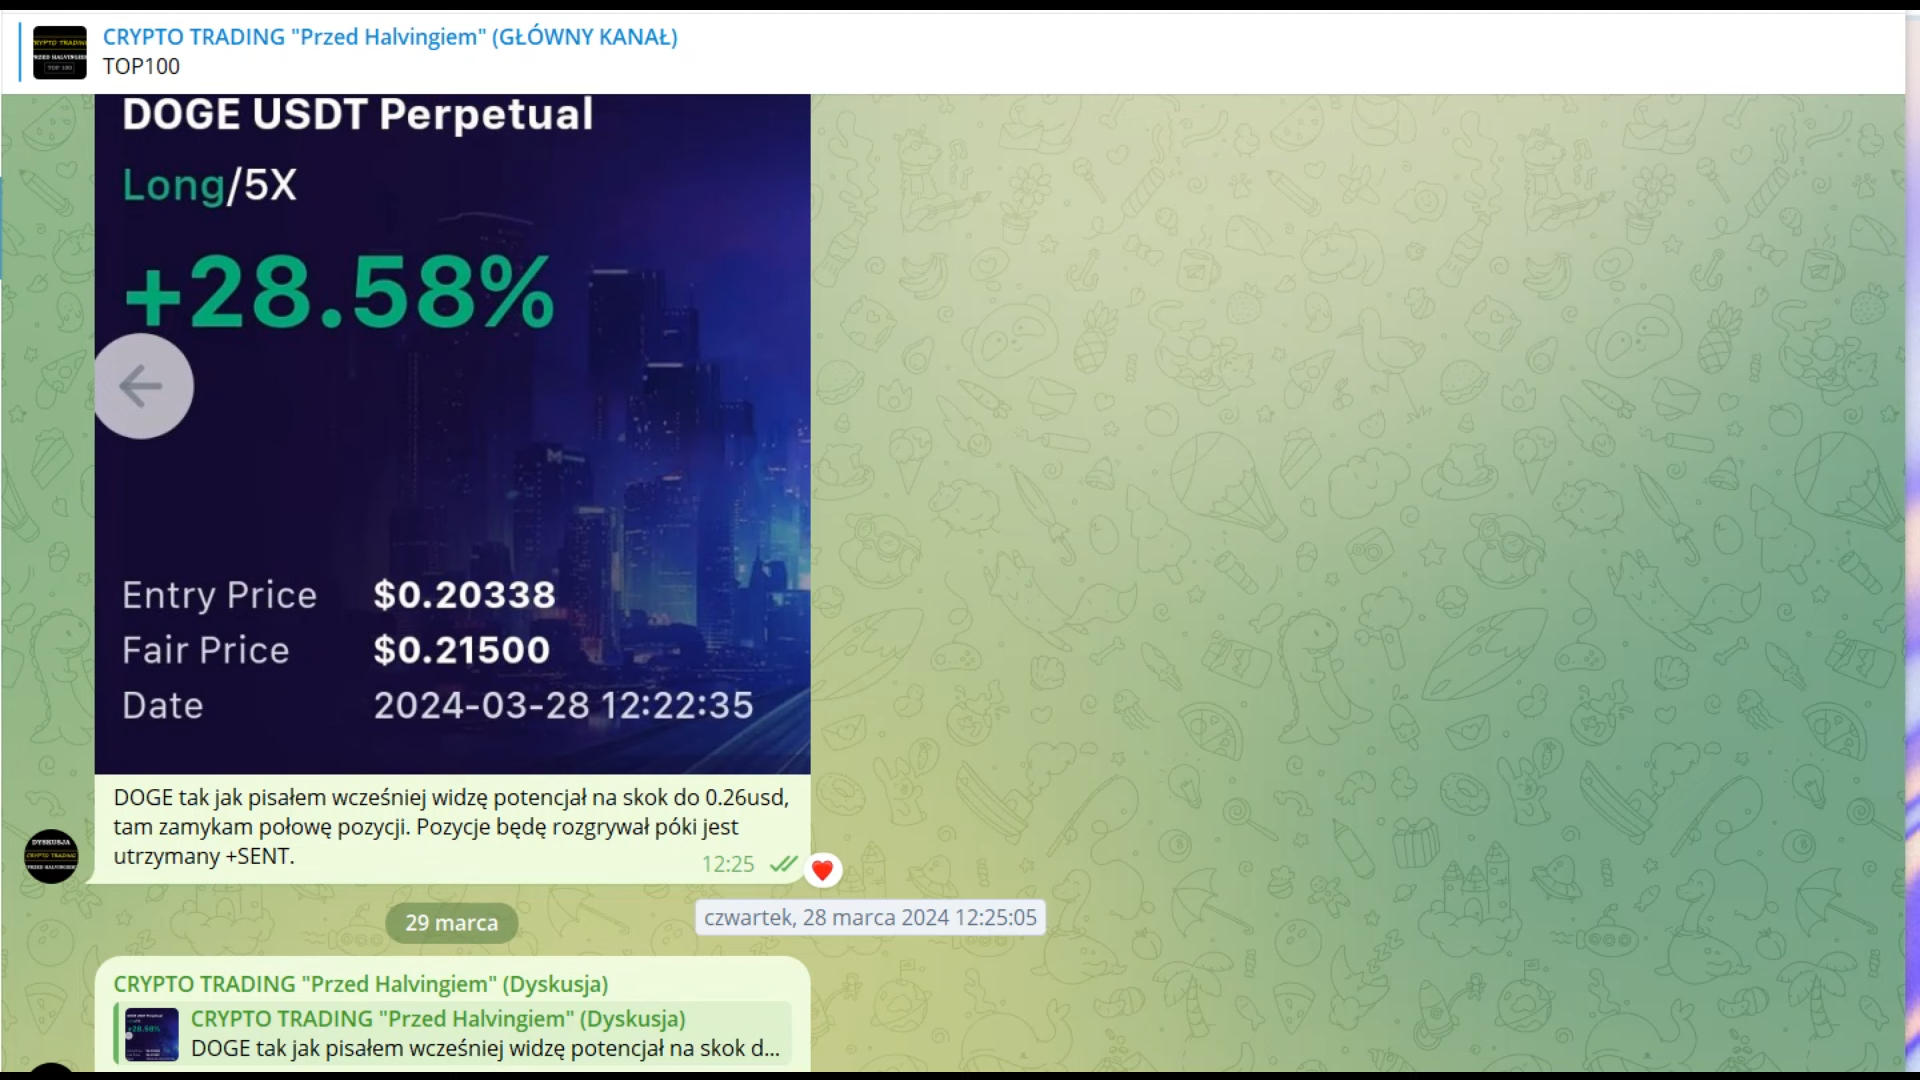 CRYPTO TRADING "Przed Halvingiem" (GŁÓWNY KANAŁ)
TOP100
DOGE USDT Perpetual
Long/5X
+28.58%
Entry Price $0.20338
Fair Price $0.21500
Date 2024-03-28 12:22:35
DOGE tak jak pisałem wcześniej widzę potencjał na skok do 0.26usd,
tam zamykam połowę pozycji. Pozycje będę rozgrywał póki jest
utrzymany +SENT.
12:25
DYSKUSJA
CRYPTO TRADING
29 marca
czwartek, 28 marca 2024 12:25:05
CRYPTO TRADING "Przed Halvingiem" (Dyskusja)
CRYPTO TRADING "Przed Halvingiem" (Dyskusja)
DOGE tak jak pisałem wcześniej widzę potencjał na skok d...